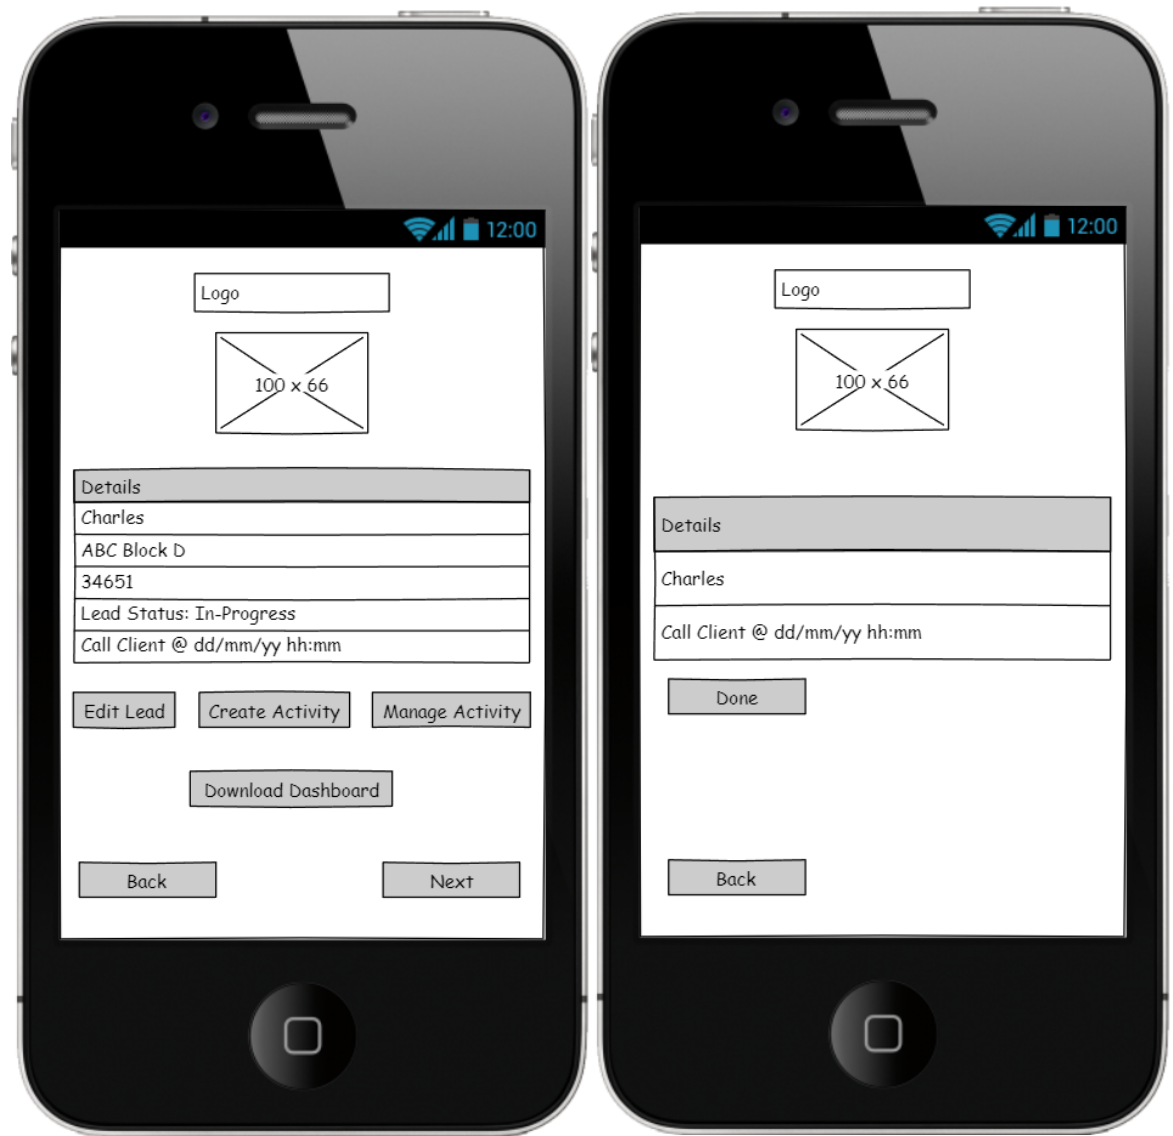 12:00
Logo
100 x 66
Details
Charles
ABC Block D
34651
Lead Status: In-Progress
Call Client @ dd/mm/yy hh:mm
Edit Lead
Create Activity
Manage Activity
Download Dashboard
Back
Next
12:00
Logo
100 x 66
Details
Charles
Call Client @ dd/mm/yy hh:mm
Done
Back